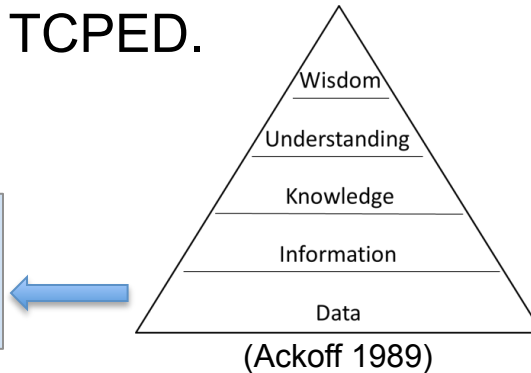 TCPED.
Wisdom
Understanding
Knowledge
Information
Data
(Ackoff 1989)